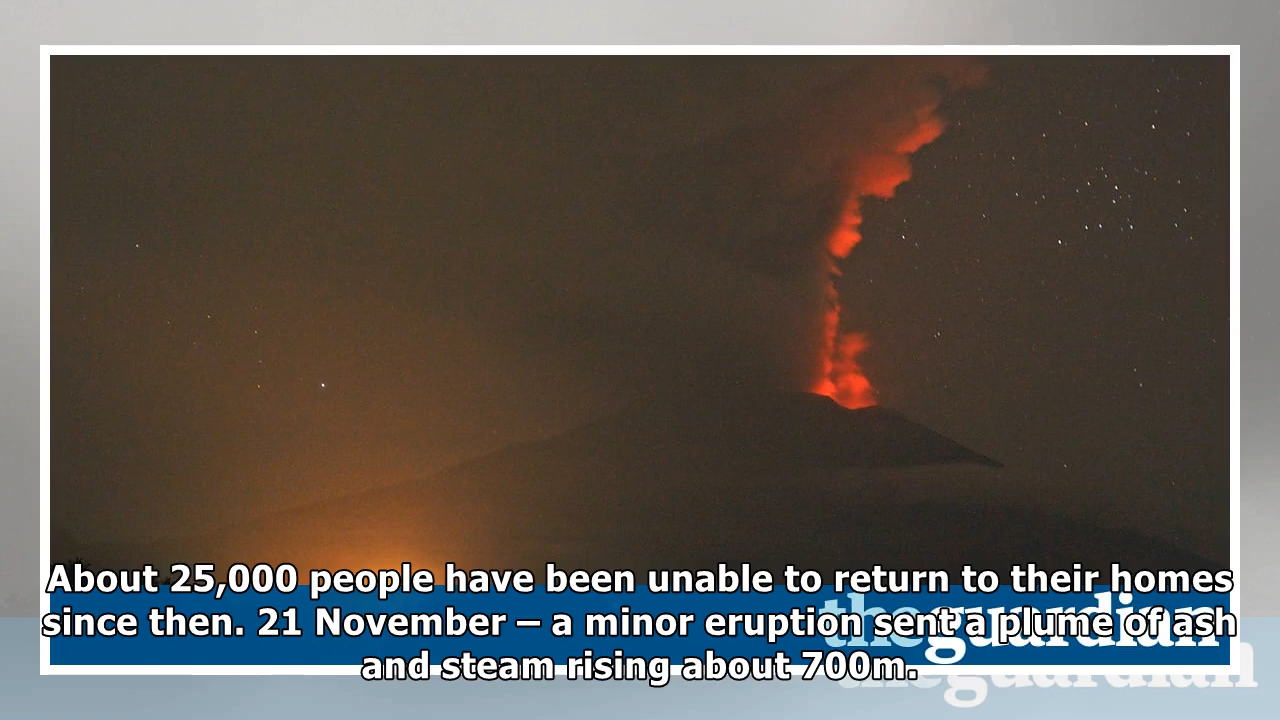 About 25,000 people have been unable to return to their homes
since then. 21 November – a minor eruption sent a plume of ash
and steam rising about 700m.
theguardian
theguardian